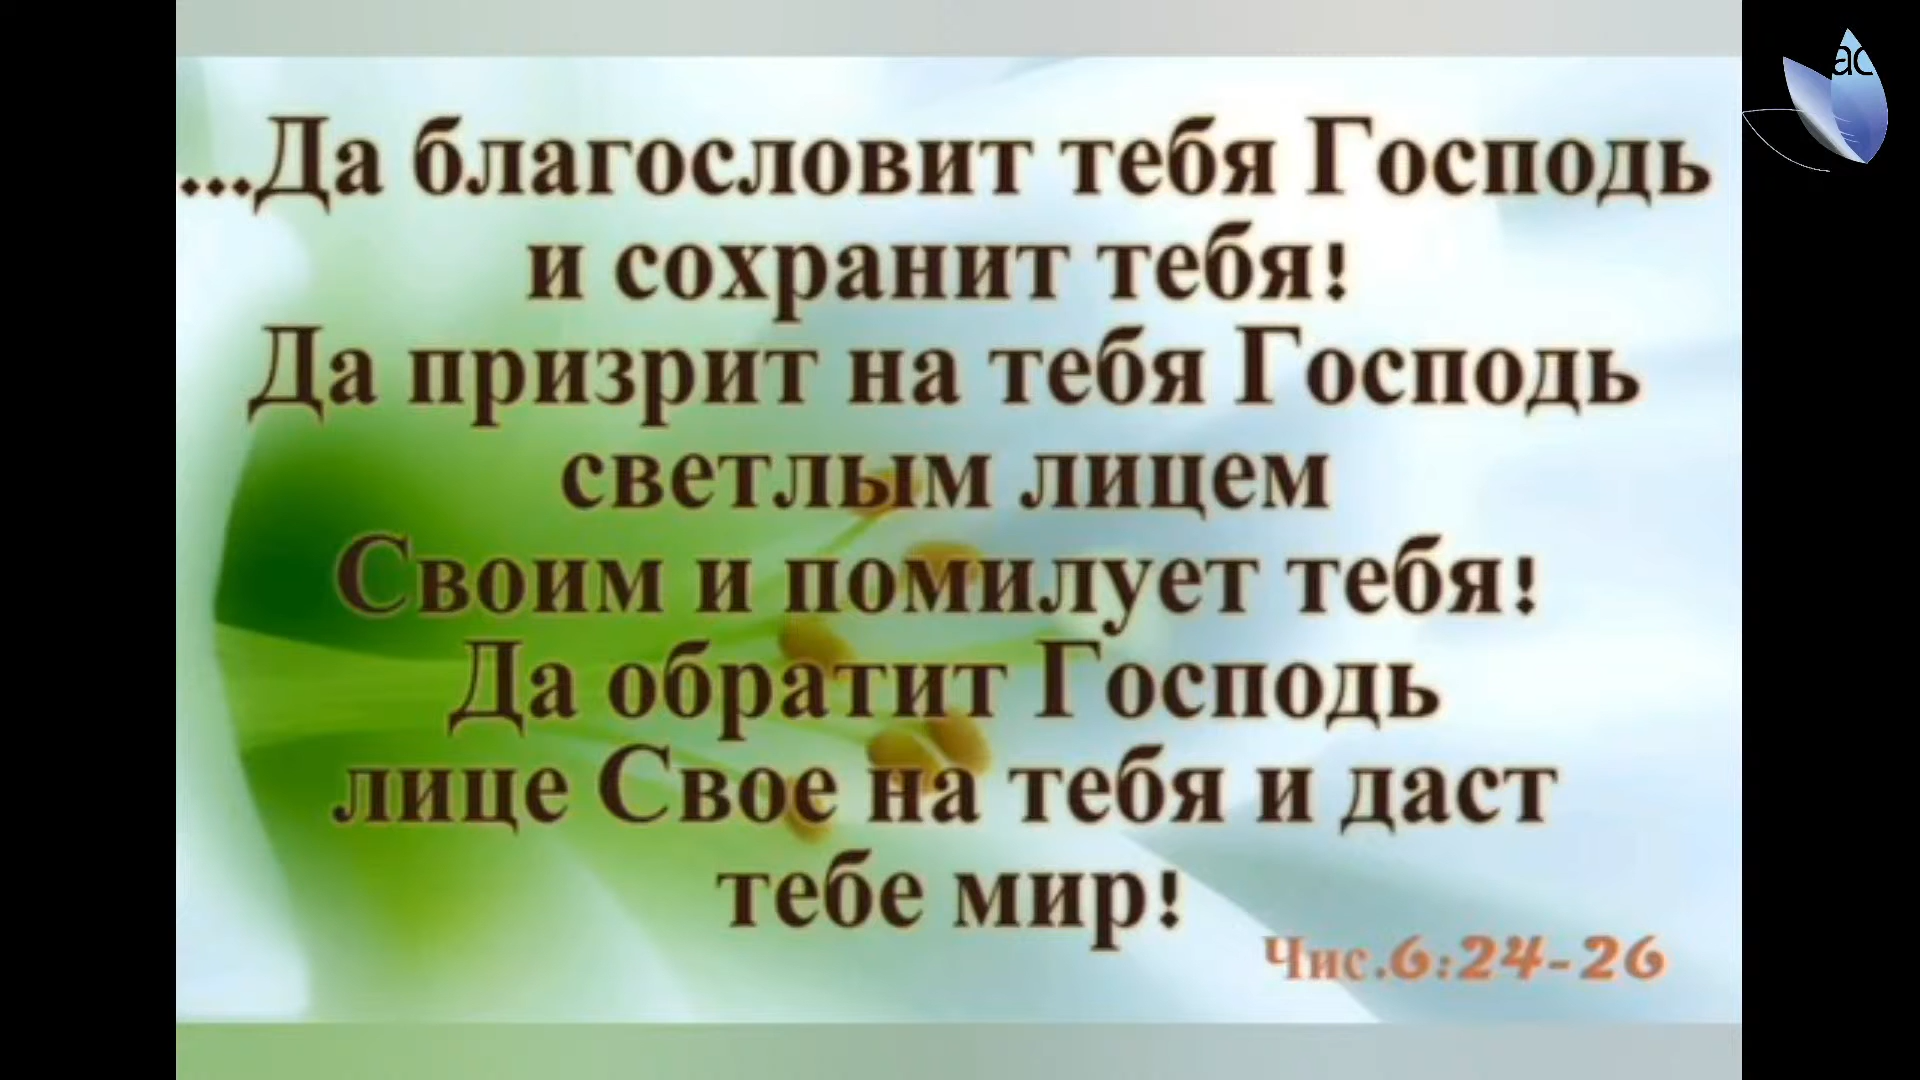 ас
...Да благословит тебя Господь
и сохранит тебя!
Да призрит на тебя Господь
светлым лицем
Своим и помилует тебя!
Да обратит Господь
лице Свое на тебя и даст
тебе мир!
Чис.6:24-26